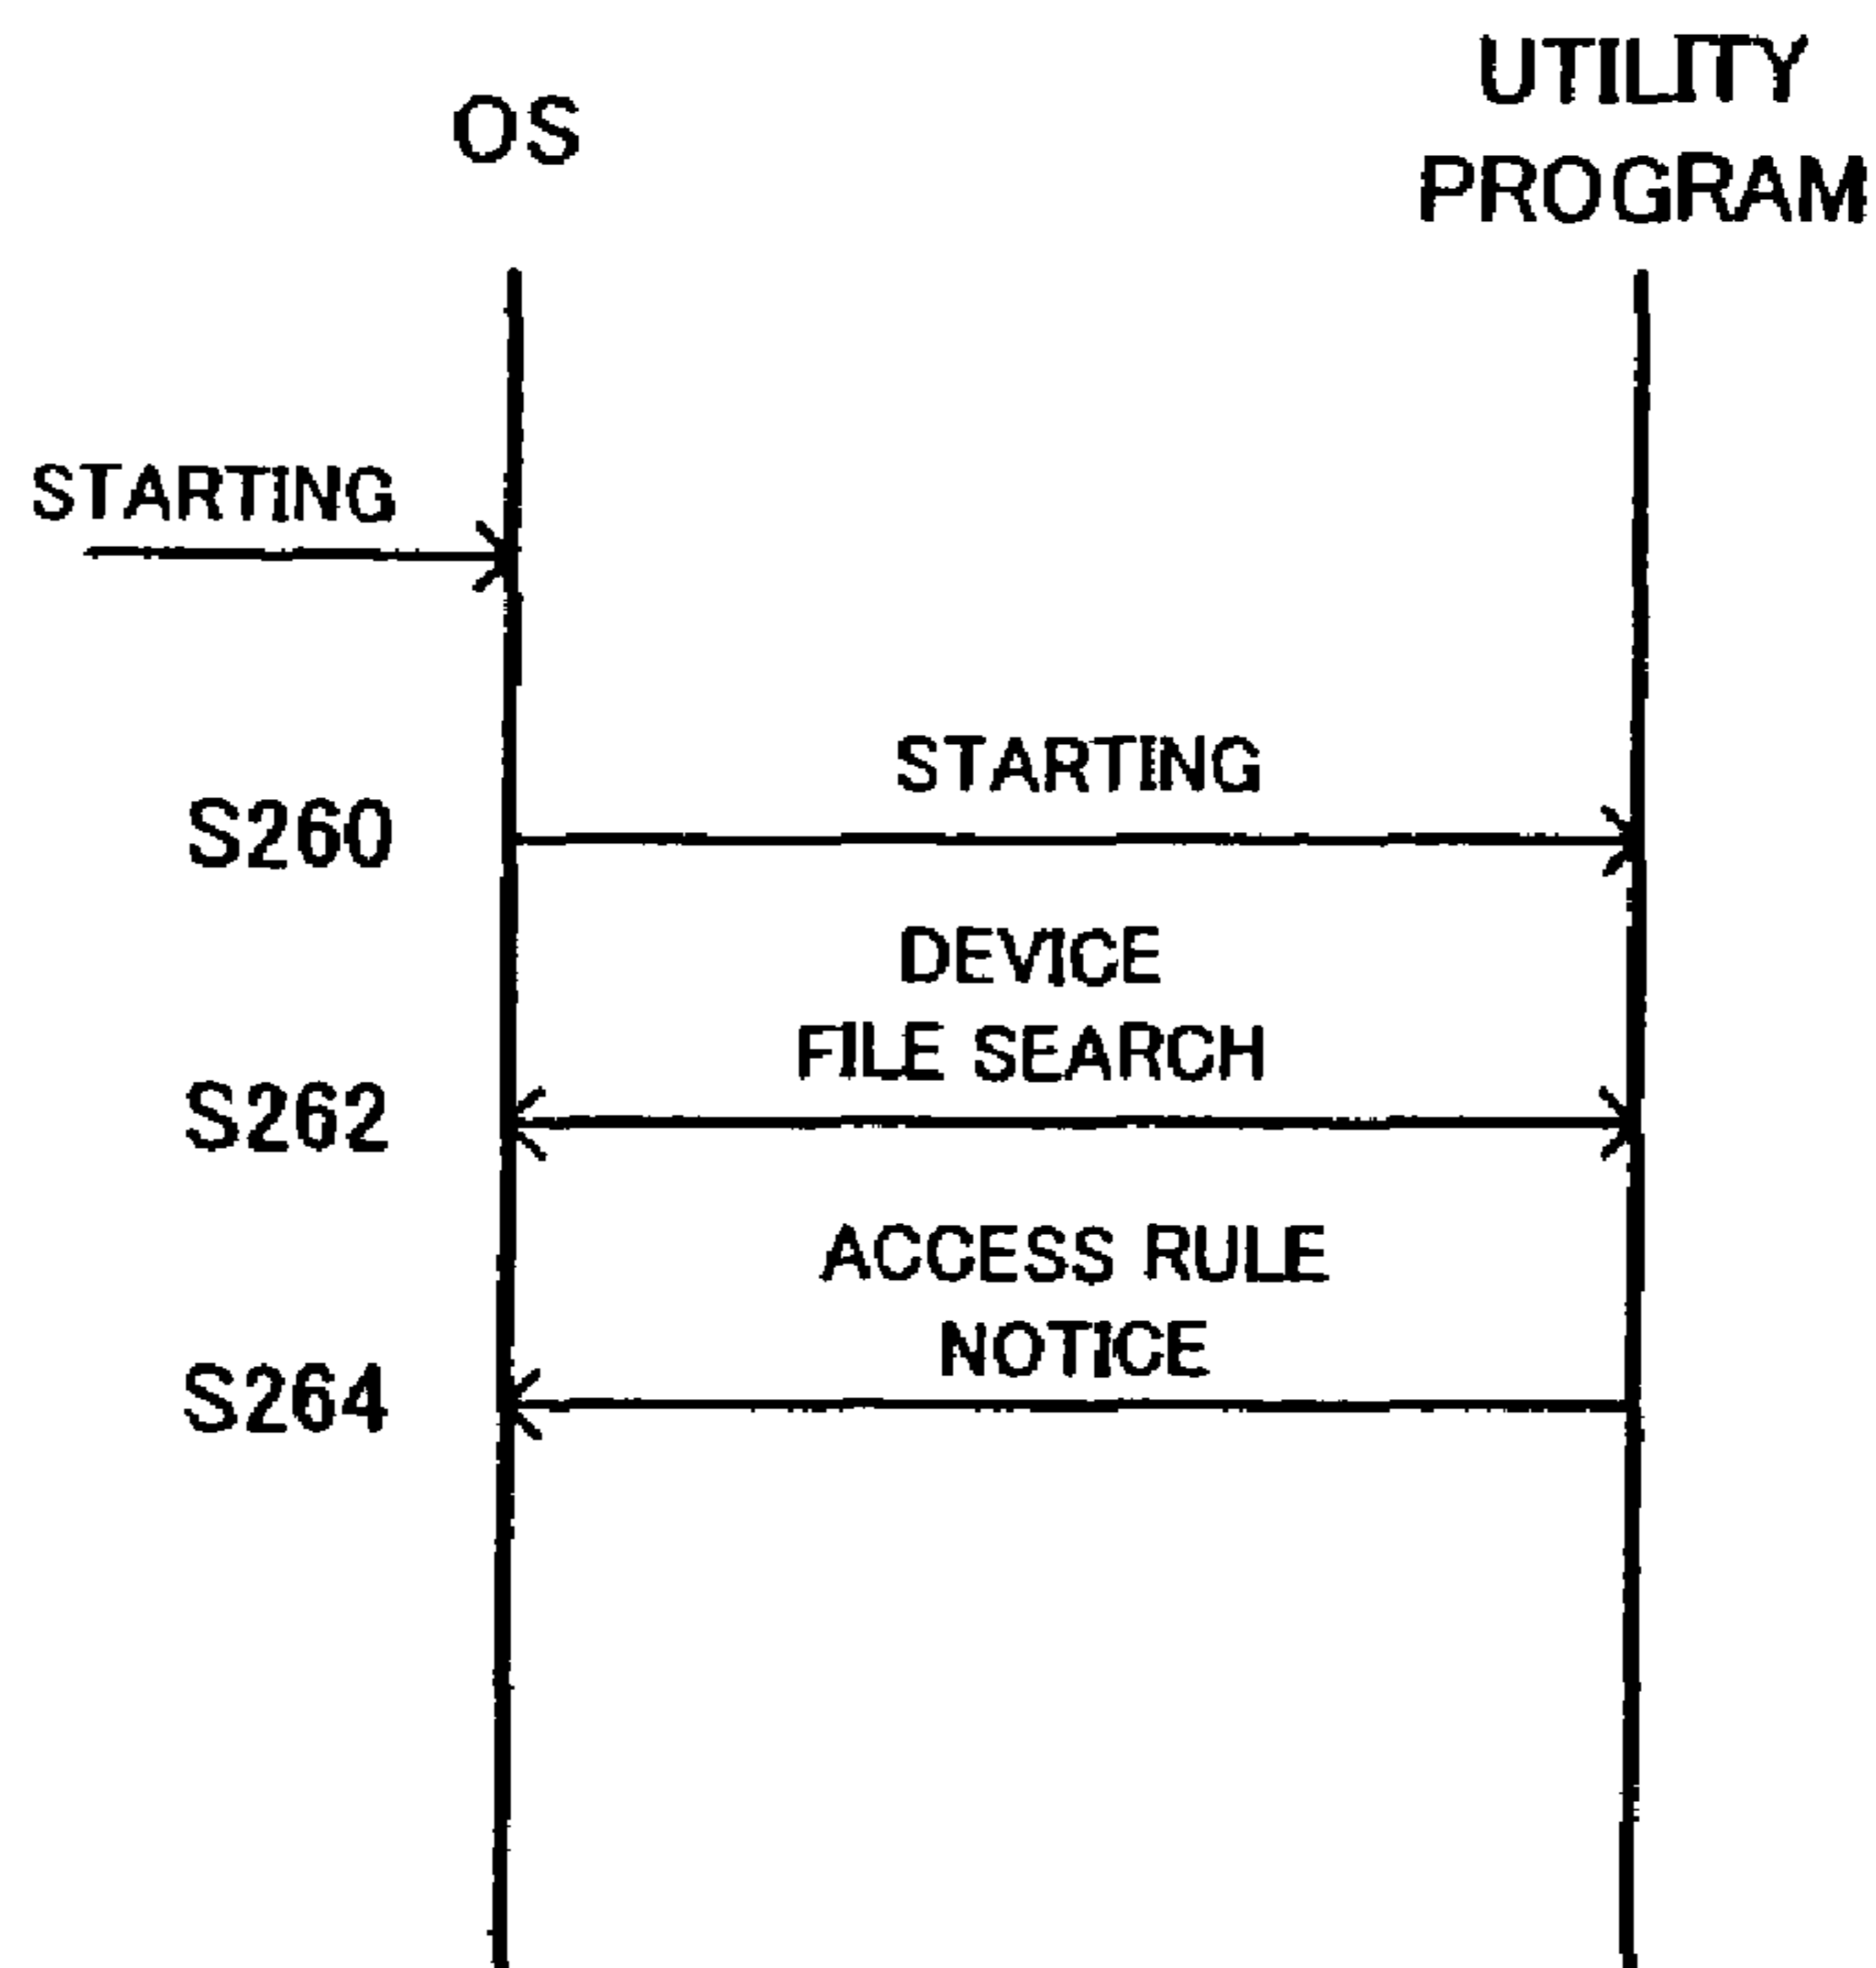 OS
UTILITY
PROGRAM
STARTING
STARTING
S260
DEVICE
FILE SEARCH
S262
ACCESS RULE
NOTICE
S264